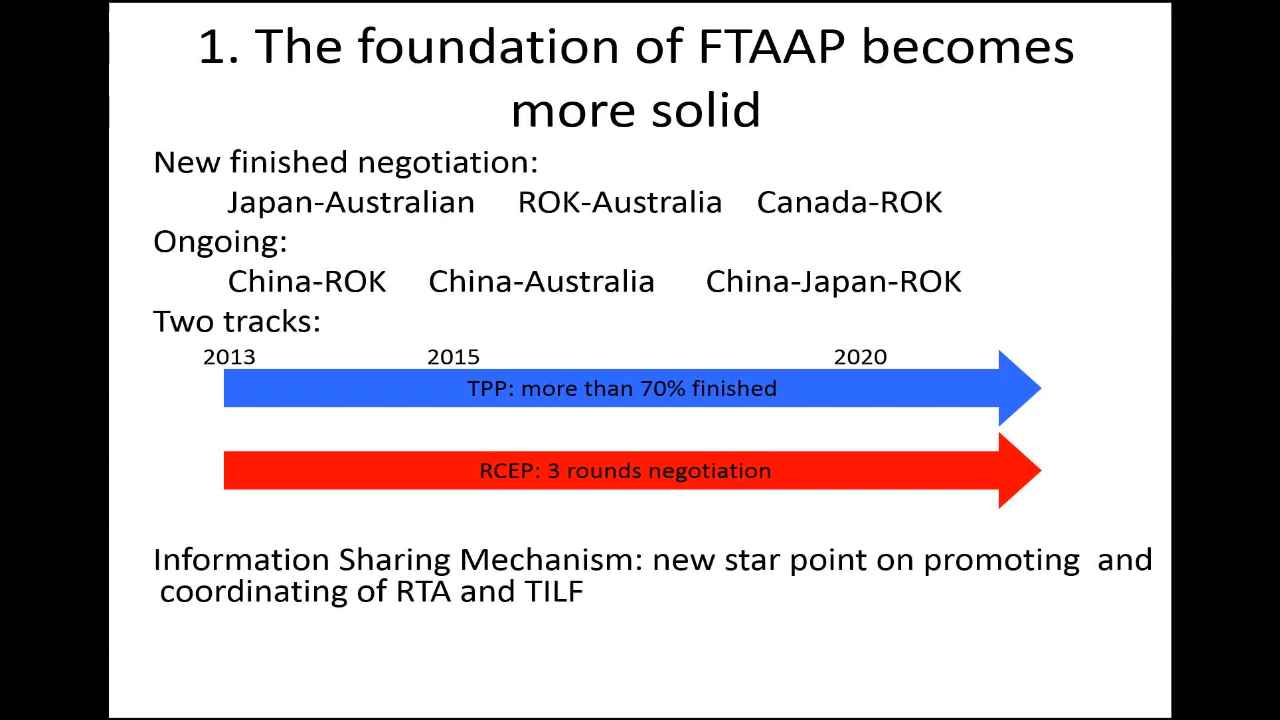 1. The foundation of FTAAP becomes
more solid
New finished negotiation:
Japan-Australian ROK-Australia Canada-ROK
Ongoing:
China-ROK China-Australia China-Japan-ROK
Two tracks:
2013 2015 2020
TPP: more than 70% finished
RCEP: 3 rounds negotiation
Information Sharing Mechanism: new star point on promoting and
coordinating of RTA and TILF